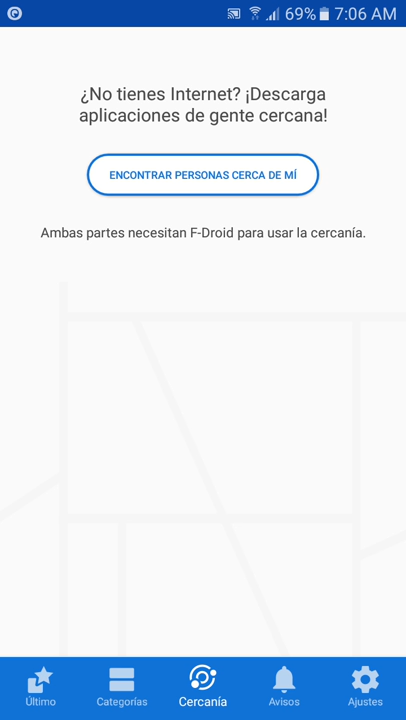 69% 7:06 AM
¿No tienes Internet? ¡Descarga
aplicaciones de gente cercana!
ENCONTRAR PERSONAS CERCA DE MÍ
Ambas partes necesitan F-Droid para usar la cercanía.
Último Categorías Cercanía Avisos Ajustes